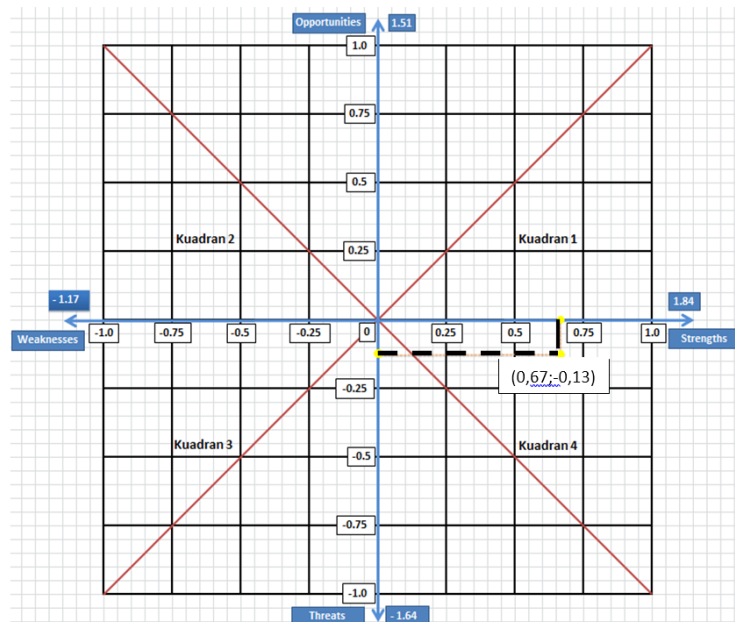 Opportunities 1.51
1.0
0.75
0.5
Kuadran 2 Kuadran 1
0.25
- 1.17 1.84
Weaknesses -1.0 -0.75 -0.5 -0.25 0 0.25 0.5 0.75 1.0 Strengths
(0,67;-0,13)
-0.25
Kuadran 3 Kuadran 4
-0.5
-0.75
-1.0
Threats - 1.64